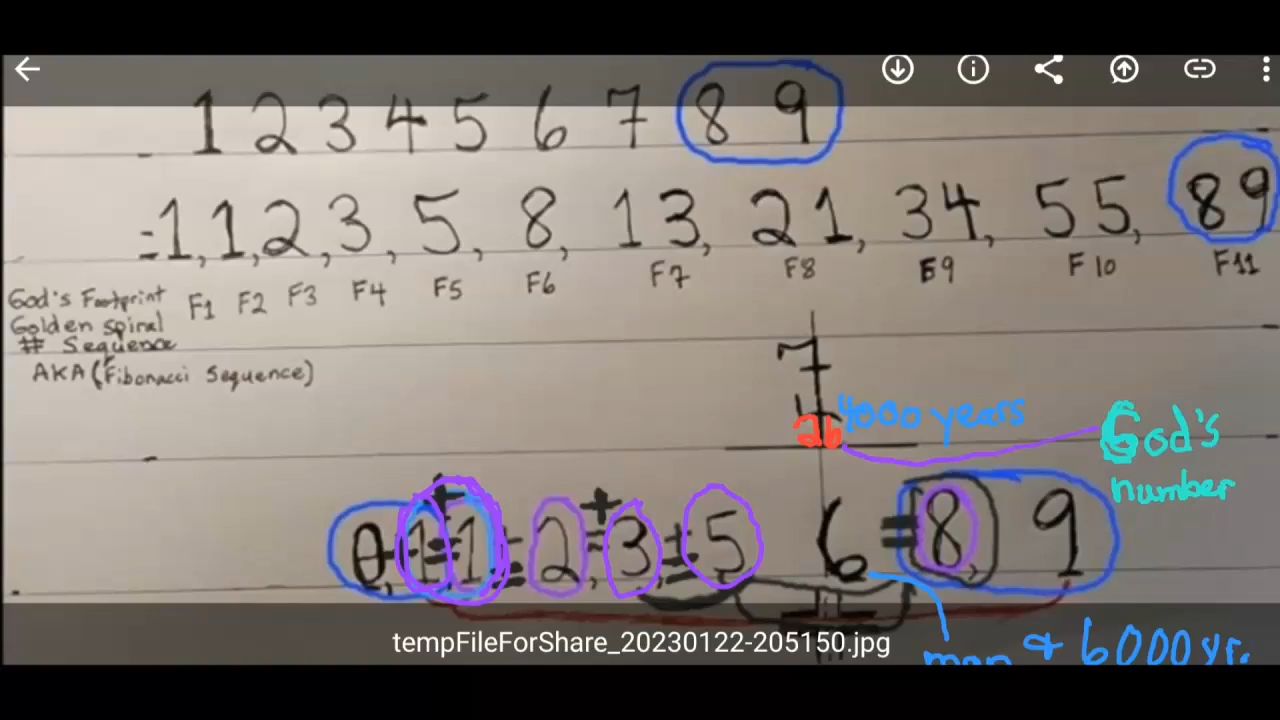 = 1 2 3 4 5 6 7 8 9
= 1, 1, 2, 3, 5, 8, 13, 21, 34, 55, 89
F1 F2 F3 F4 F5 F6 F7 F8 F9 F10 F11
God's Footprint
Golden spiral
# Sequence
AKA (Fibonacci Sequence)
7
4000 years
26
God's
number
0, 1 1 2, 3 5 6 = 8, 9
tempFileForShare_20230122-205150.jpg
man & 6000 yr.